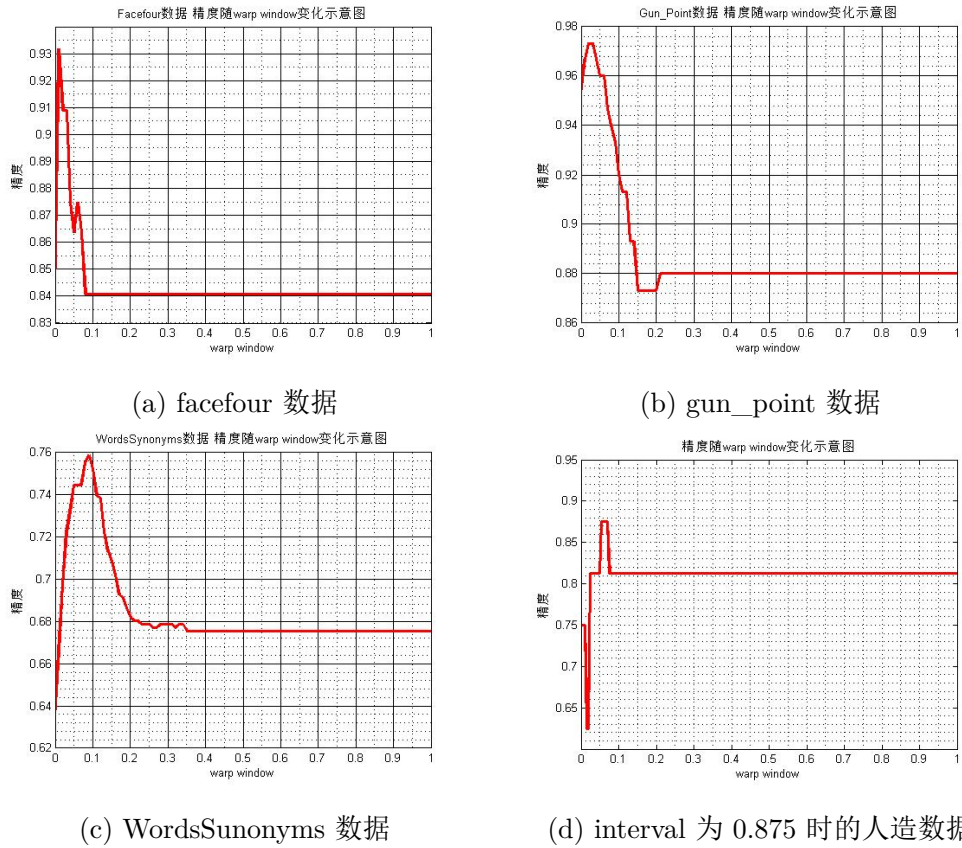 Facefour数据 精度随warp window变化示意图
0.93
0.92
0.91
0.9
0.89
0.88
0.87
0.86
0.85
0.84
0.83
精度
0 0.1 0.2 0.3 0.4 0.5 0.6 0.7 0.8 0.9 1
warp window
(a) facefour 数据
Gun_Point数据 精度随warp window变化示意图
0.98
0.96
0.94
0.92
0.9
0.88
0.86
精度
0 0.1 0.2 0.3 0.4 0.5 0.6 0.7 0.8 0.9 1
warp window
(b) gun_point 数据
WordsSynonyms数据 精度随warp window变化示意图
0.76
0.74
0.72
0.7
0.68
0.66
0.64
0.62
精度
0 0.1 0.2 0.3 0.4 0.5 0.6 0.7 0.8 0.9 1
warp window
(c) WordsSunonyms 数据
精度随warp window变化示意图
0.95
0.9
0.85
0.8
0.75
0.7
0.65
精度
0 0.1 0.2 0.3 0.4 0.5 0.6 0.7 0.8 0.9 1
warp window
(d) interval 为 0.875 时的人造数据